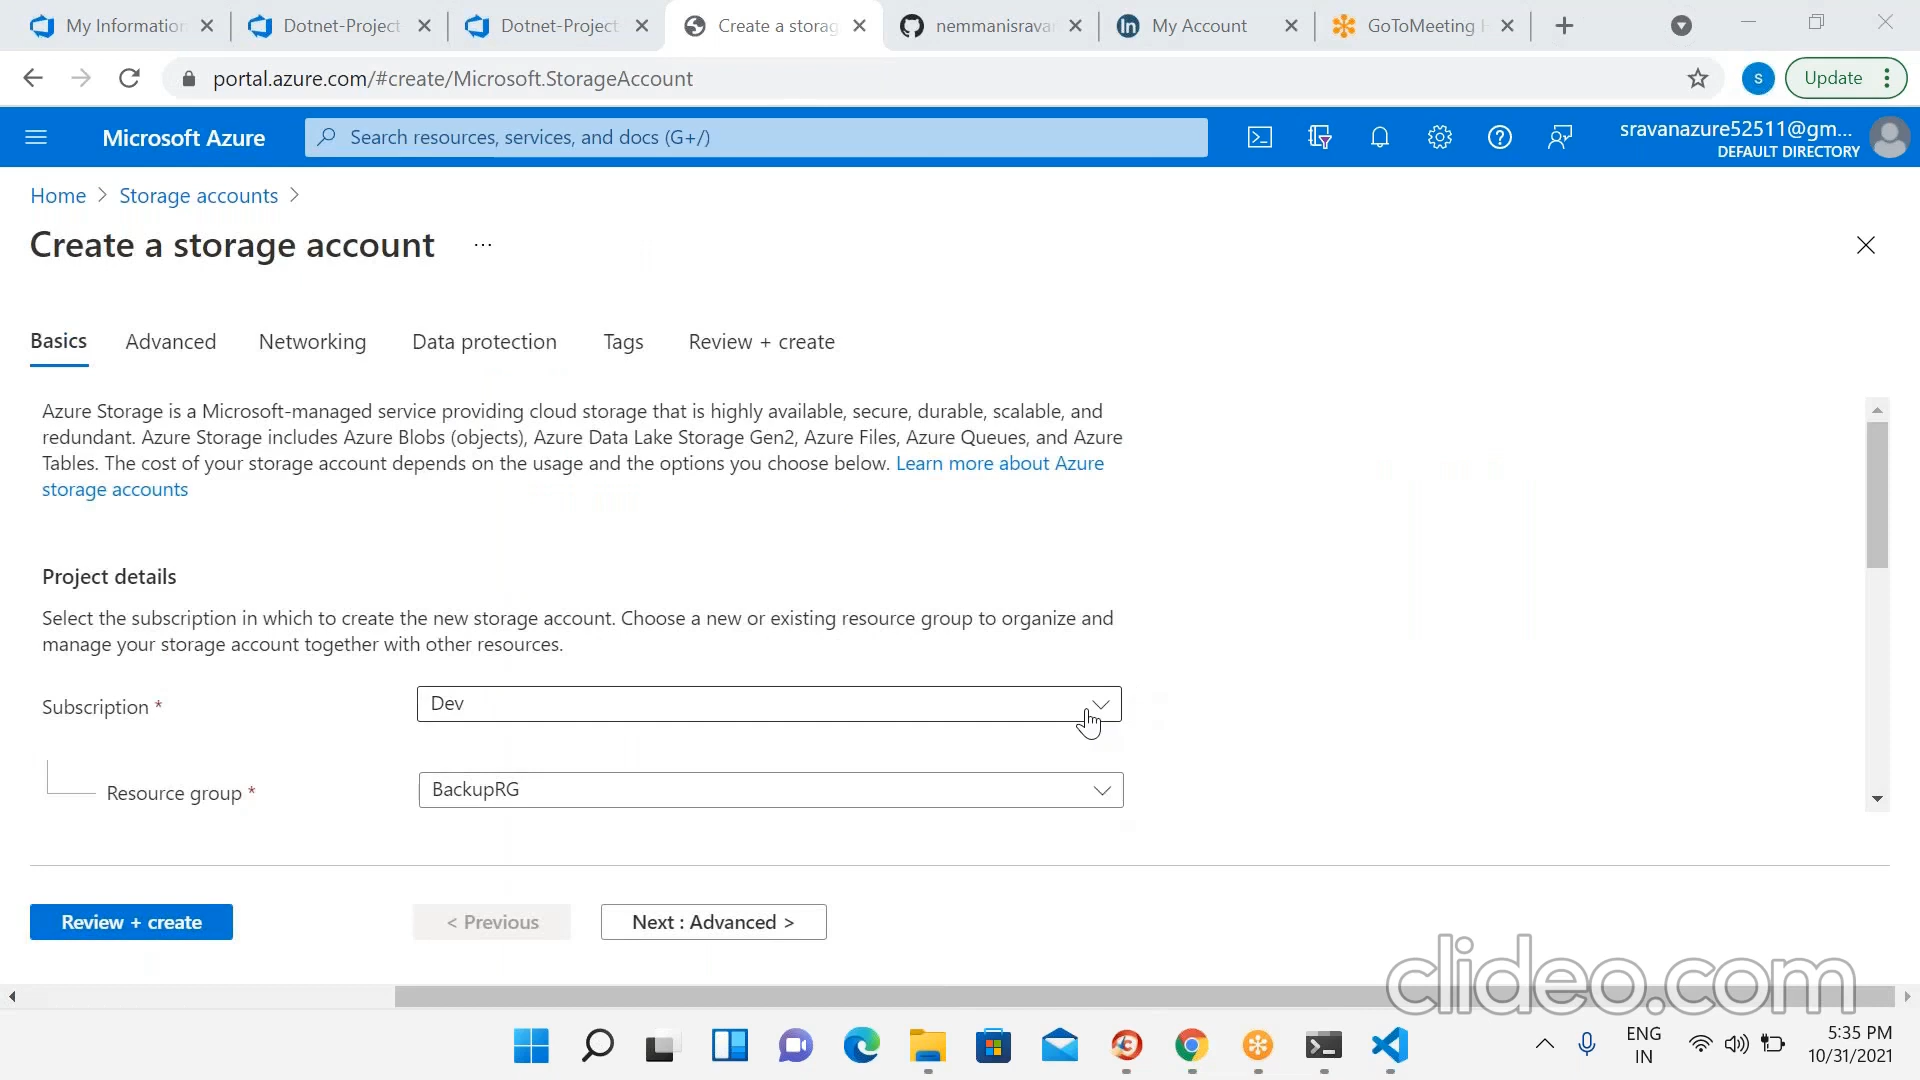 My Information
Dotnet-Project
Dotnet-Project
Create a storag
nemmanisravan
My Account
GoToMeeting
portal.azure.com/#create/Microsoft.StorageAccount
S
Update
Microsoft Azure
Search resources, services, and docs (G+/)
sravanazure52511@gm...
DEFAULT DIRECTORY
Home > Storage accounts >
Create a storage account ...
Basics
Advanced
Networking
Data protection
Tags
Review + create
Azure Storage is a Microsoft-managed service providing cloud storage that is highly available, secure, durable, scalable, and
redundant. Azure Storage includes Azure Blobs (objects), Azure Data Lake Storage Gen2, Azure Files, Azure Queues, and Azure
Tables. The cost of your storage account depends on the usage and the options you choose below. Learn more about Azure
storage accounts
Project details
Select the subscription in which to create the new storage account. Choose a new or existing resource group to organize and
manage your storage account together with other resources.
Subscription *
Dev
Resource group *
BackupRG
Review + create
< Previous
Next : Advanced >
clideo.com
ENG
IN
5:35 PM
10/31/2021